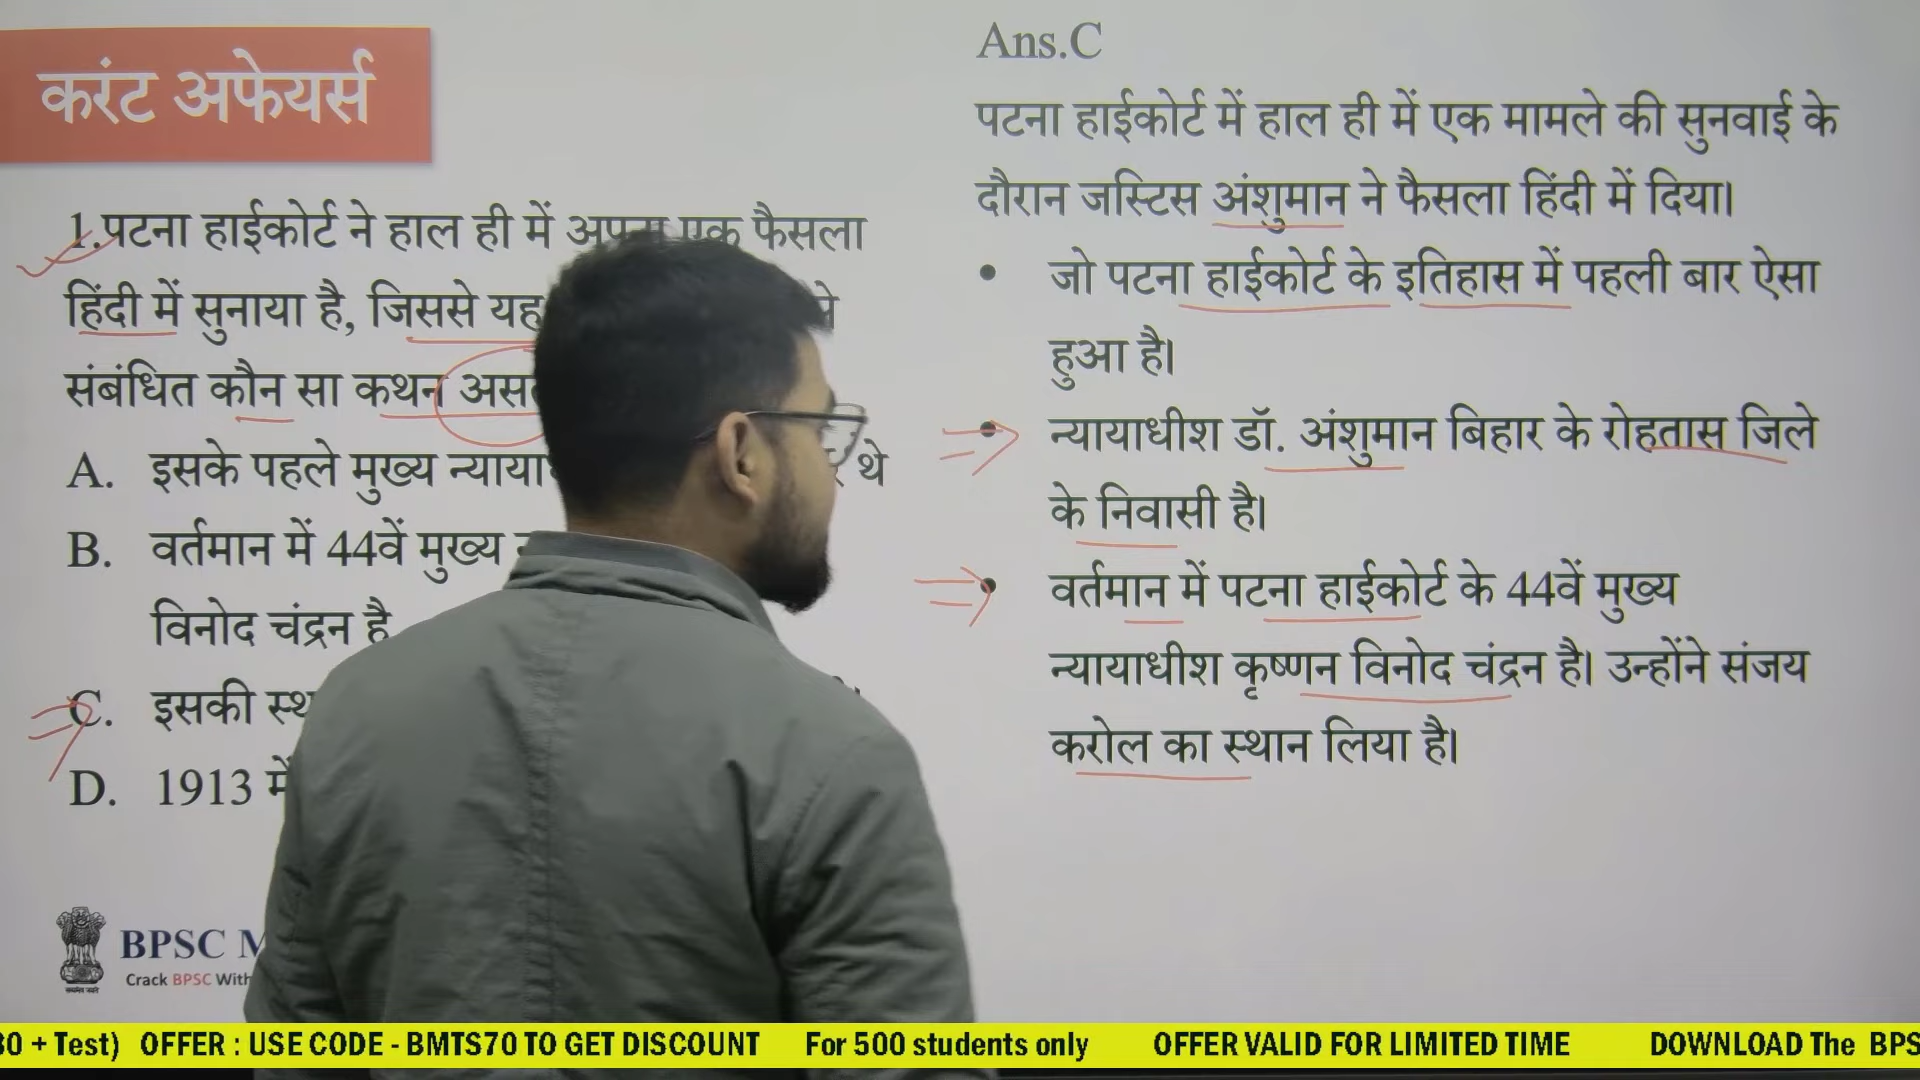 करंट अफेयर्स
1.पटना हाईकोर्ट ने हाल ही में अपना एक फैसला
हिंदी में सुनाया है, जिससे यह
संबंधित कौन सा कथन
A. इसके पहले मुख्य थे
B. वर्तमान में 44वें मुख्य
विनोद चंद्रन है
C. इसकी
D. 1913 में
BPSC
Crack BPSC With
Ans.C
पटना हाईकोर्ट में हाल ही में एक मामले की सुनवाई के
दौरान जस्टिस अंशुमान ने फैसला हिंदी में दिया।
• जो पटना हाईकोर्ट के इतिहास में पहली बार ऐसा
हुआ है।
• न्यायाधीश डॉ. अंशुमान बिहार के रोहतास जिले
के निवासी है।
• वर्तमान में पटना हाईकोर्ट के 44वें मुख्य
न्यायाधीश कृष्णन विनोद चंद्रन है। उन्होंने संजय
करोल का स्थान लिया है।
+ Test) OFFER : USE CODE - BMTS70 TO GET DISCOUNT For 500 students only OFFER VALID FOR LIMITED TIME DOWNLOAD The